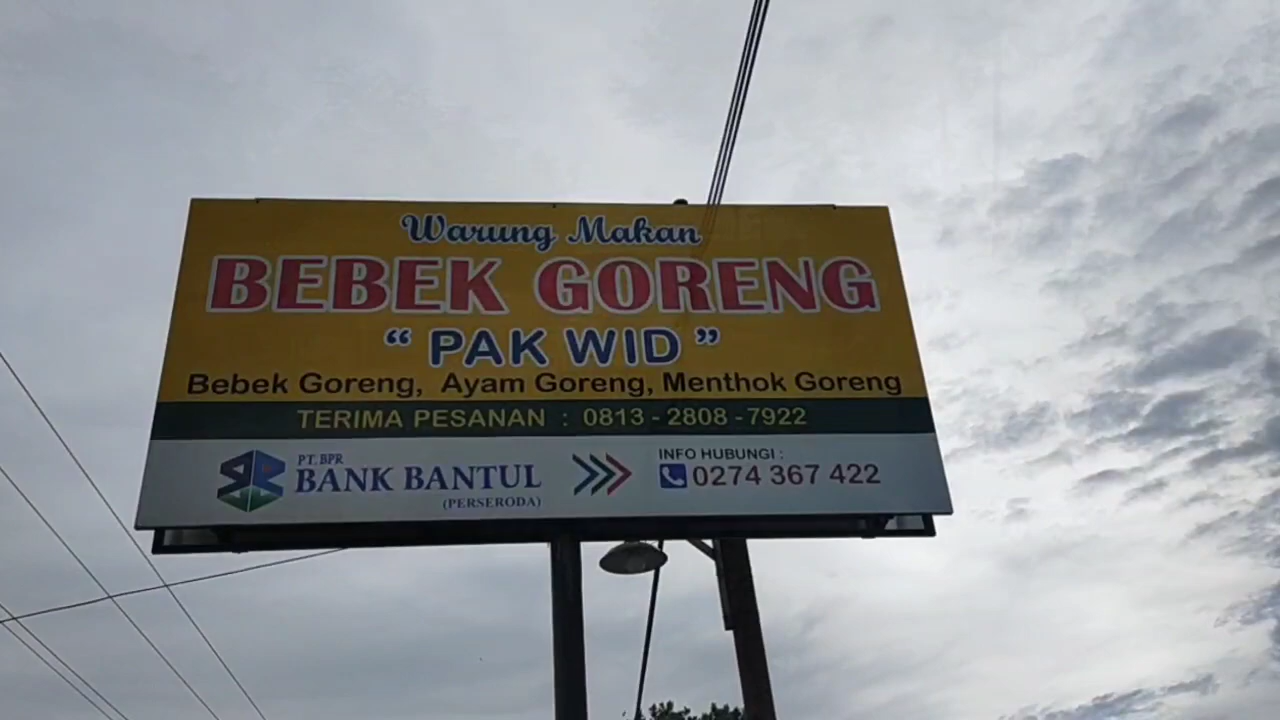 Warung Makan
BEBEK GORENG
“ PAK WID ”
Bebek Goreng, Ayam Goreng, Menthok Goreng
TERIMA PESANAN : 0813 - 2808 - 7922
PT. BPR
BANK BANTUL
(PERSERODA)
INFO HUBUNGI :
0274 367 422